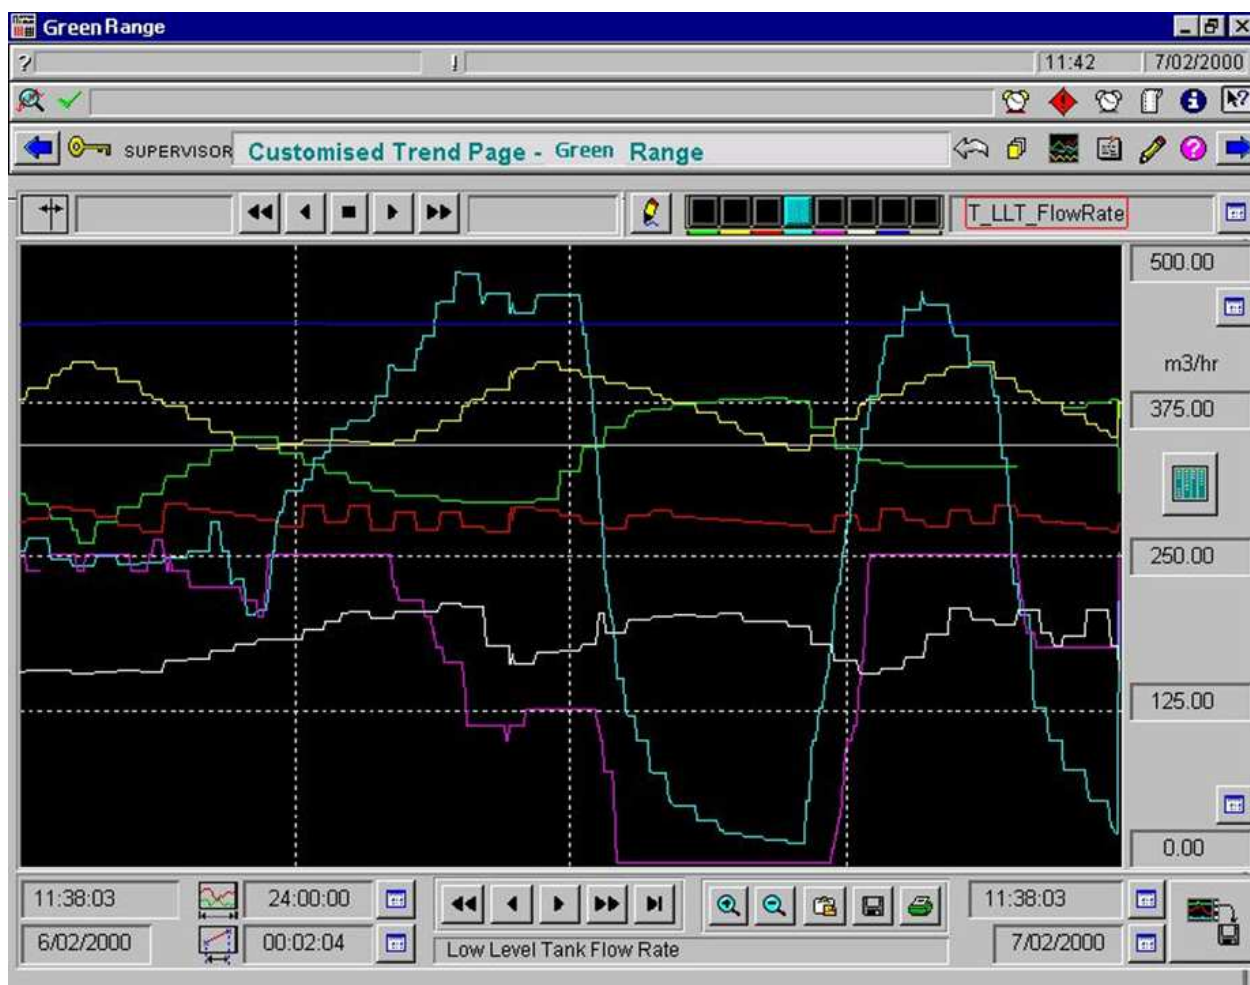 Green Range
? ! 11:42 7/02/2000
?
SUPERVISOR Customised Trend Page - Green Range ?
T_LLT_FlowRate
500.00
m3/hr
375.00
250.00
125.00
0.00
11:38:03 24:00:00 11:38:03
6/02/2000 00:02:04 Low Level Tank Flow Rate 7/02/2000